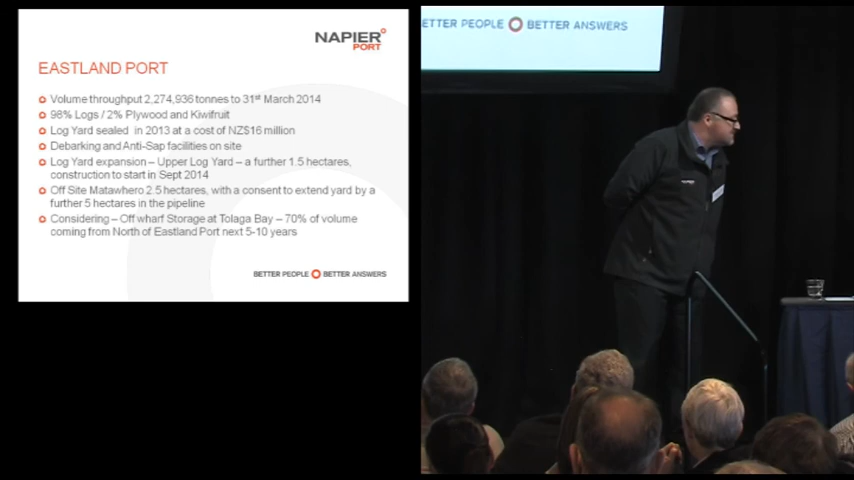 NAPIER
PORT
EASTLAND PORT
Volume throughput 2,274,936 tonnes to 31st March 2014
98% Logs / 2% Plywood and Kiwifruit
Log Yard sealed in 2013 at a cost of NZ$16 million
Debarking and Anti-Sap facilities on site
Log Yard expansion – Upper Log Yard – a further 1.5 hectares,
construction to start in Sept 2014
Off Site Matawhero 2.5 hectares, with a consent to extend yard by a
further 5 hectares in the pipeline
Considering – Off wharf Storage at Tolaga Bay – 70% of volume
coming from North of Eastland Port next 5-10 years
BETTER PEOPLE BETTER ANSWERS
ETTER PEOPLE BETTER ANSWERS